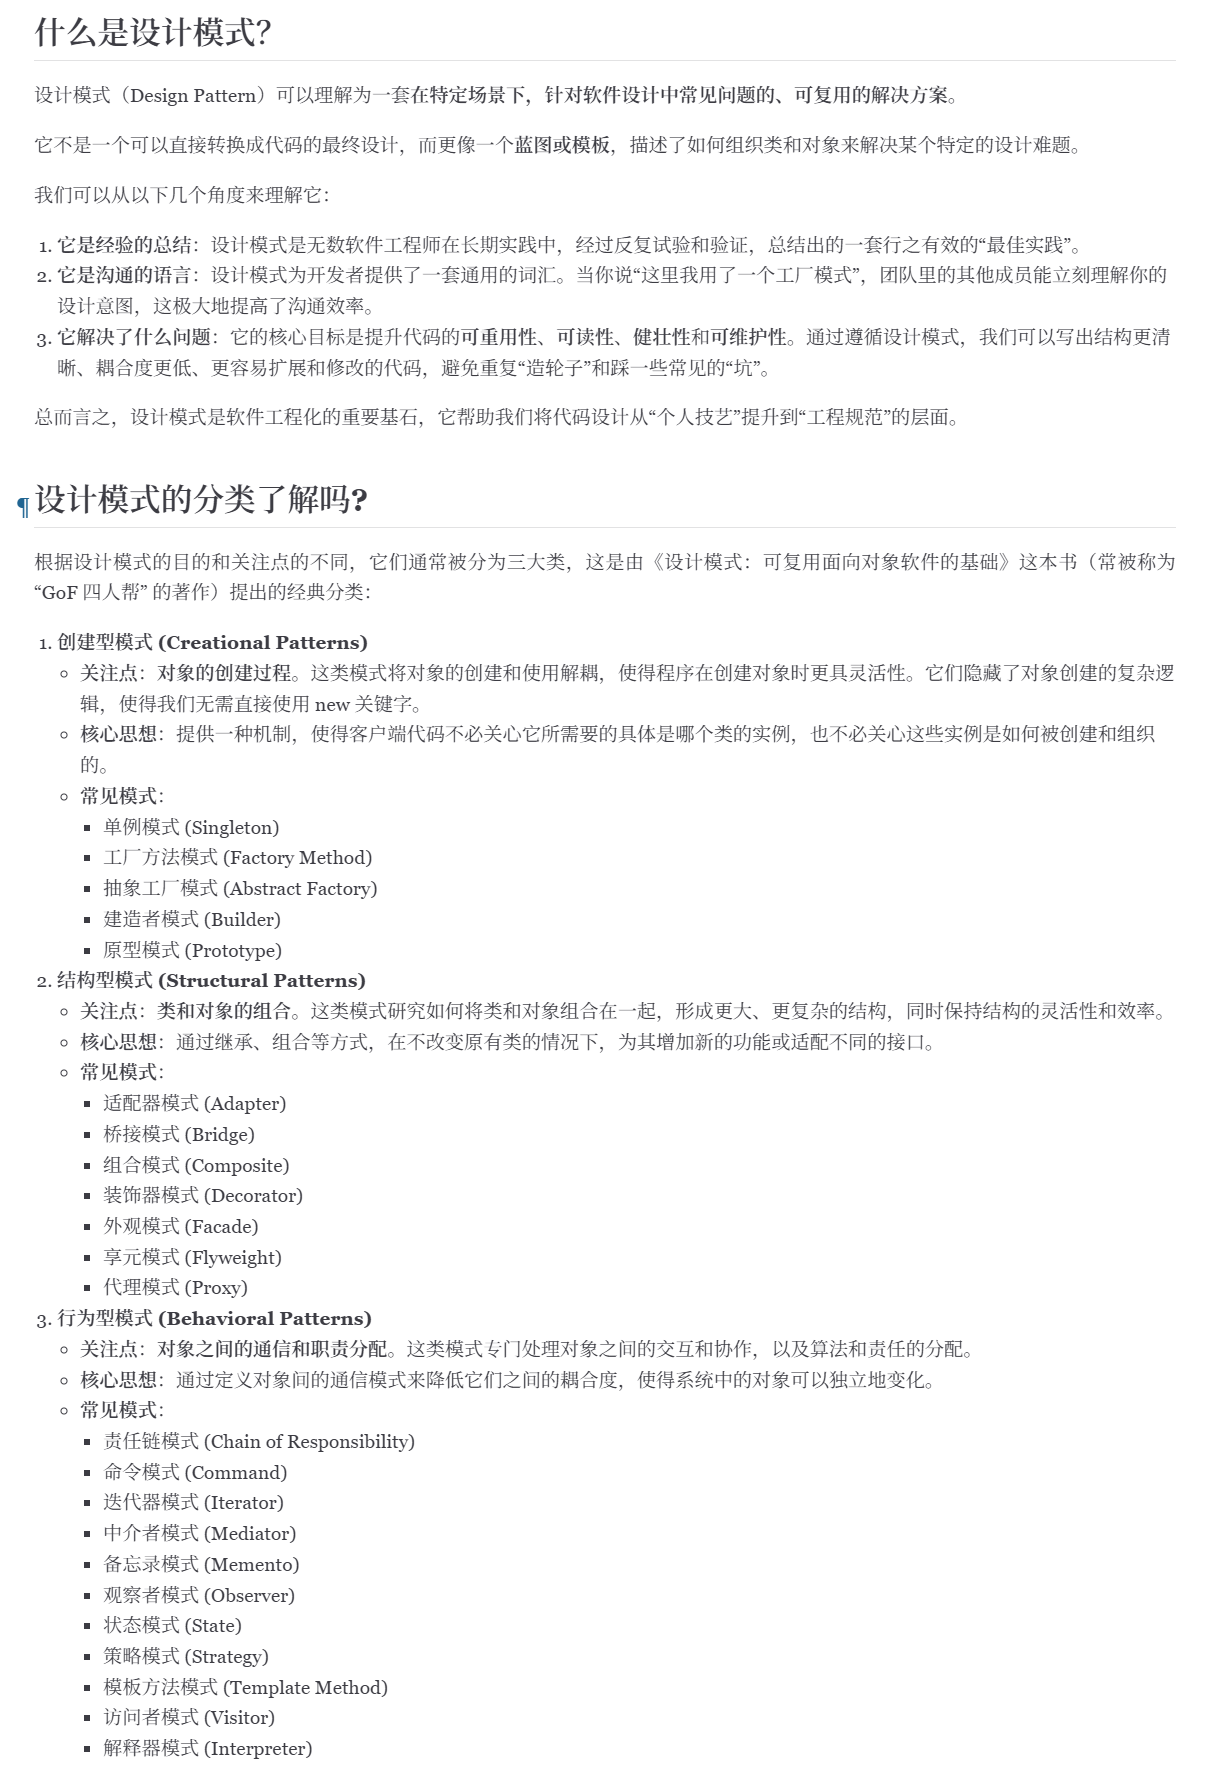 什么是设计模式？
设计模式（Design Pattern）可以理解为一套在特定场景下，针对软件设计中常见问题的、可复用的解决方案。
它不是一个可以直接转换成代码的最终设计，而更像一个蓝图或模板，描述了如何组织类和对象来解决某个特定的设计难题。
我们可以从以下几个角度来理解它：
1. 它是经验的总结：设计模式是无数软件工程师在长期实践中，经过反复试验和验证，总结出的一套行之有效的“最佳实践”。
2. 它是沟通的语言：设计模式为开发者提供了一套通用的词汇。当你说“这里我用了一个工厂模式”，团队里的其他成员能立刻理解你的
设计意图，这极大地提高了沟通效率。
3. 它解决了什么问题：它的核心目标是提升代码的可重用性、可读性、健壮性和可维护性。通过遵循设计模式，我们可以写出结构更清
晰、耦合度更低、更容易扩展和修改的代码，避免重复“造轮子”和踩一些常见的“坑”。
总而言之，设计模式是软件工程化的重要基石，它帮助我们将代码设计从“个人技艺”提升到“工程规范”的层面。
¶设计模式的分类了解吗?
根据设计模式的目的和关注点的不同，它们通常被分为三大类，这是由《设计模式：可复用面向对象软件的基础》这本书（常被称为
“GoF 四人帮” 的著作）提出的经典分类：
1. 创建型模式 (Creational Patterns)
◦ 关注点：对象的创建过程。这类模式将对象的创建和使用解耦，使得程序在创建对象时更具灵活性。它们隐藏了对象创建的复杂逻
辑，使得我们无需直接使用 new 关键字。
◦ 核心思想：提供一种机制，使得客户端代码不必关心它所需要的具体是哪个类的实例，也不必关心这些实例是如何被创建和组织
的。
◦ 常见模式：
▪ 单例模式 (Singleton)
▪ 工厂方法模式 (Factory Method)
▪ 抽象工厂模式 (Abstract Factory)
▪ 建造者模式 (Builder)
▪ 原型模式 (Prototype)
2. 结构型模式 (Structural Patterns)
◦ 关注点：类和对象的组合。这类模式研究如何将类和对象组合在一起，形成更大、更复杂的结构，同时保持结构的灵活性和效率。
◦ 核心思想：通过继承、组合等方式，在不改变原有类的情况下，为其增加新的功能或适配不同的接口。
◦ 常见模式：
▪ 适配器模式 (Adapter)
▪ 桥接模式 (Bridge)
▪ 组合模式 (Composite)
▪ 装饰器模式 (Decorator)
▪ 外观模式 (Facade)
▪ 享元模式 (Flyweight)
▪ 代理模式 (Proxy)
3. 行为型模式 (Behavioral Patterns)
◦ 关注点：对象之间的通信和职责分配。这类模式专门处理对象之间的交互和协作，以及算法和责任的分配。
◦ 核心思想：通过定义对象间的通信模式来降低它们之间的耦合度，使得系统中的对象可以独立地变化。
◦ 常见模式：
▪ 责任链模式 (Chain of Responsibility)
▪ 命令模式 (Command)
▪ 迭代器模式 (Iterator)
▪ 中介者模式 (Mediator)
▪ 备忘录模式 (Memento)
▪ 观察者模式 (Observer)
▪ 状态模式 (State)
▪ 策略模式 (Strategy)
▪ 模板方法模式 (Template Method)
▪ 访问者模式 (Visitor)
▪ 解释器模式 (Interpreter)